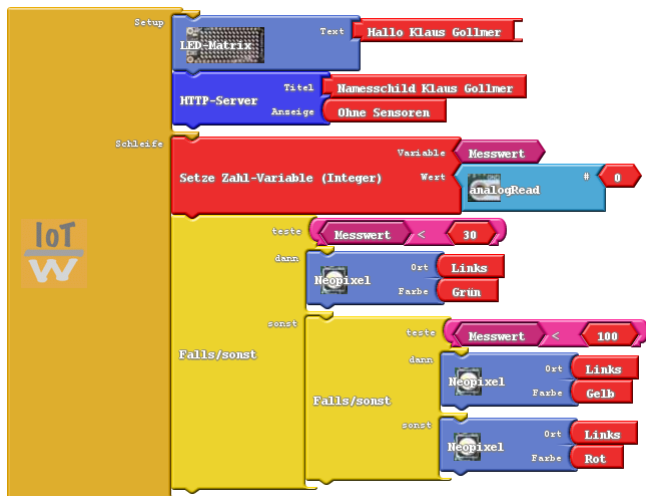 Setup
LED-Matrix
Text
Hallo Klaus Gollmer
HTTP-Server
Titel
Namesschild Klaus Gollmer
Anzeige
Ohne Sensoren
Schleife
Setze Zahl-Variable (Integer)
Variable
Messwert
Wert
analogRead
#
0
IoT
W
Falls/sonst
teste
Messwert < 30
dann
Neopixel
Ort
Links
Farbe
Grün
sonst
Falls/sonst
teste
Messwert < 100
dann
Neopixel
Ort
Links
Farbe
Gelb
sonst
Neopixel
Ort
Links
Farbe
Rot